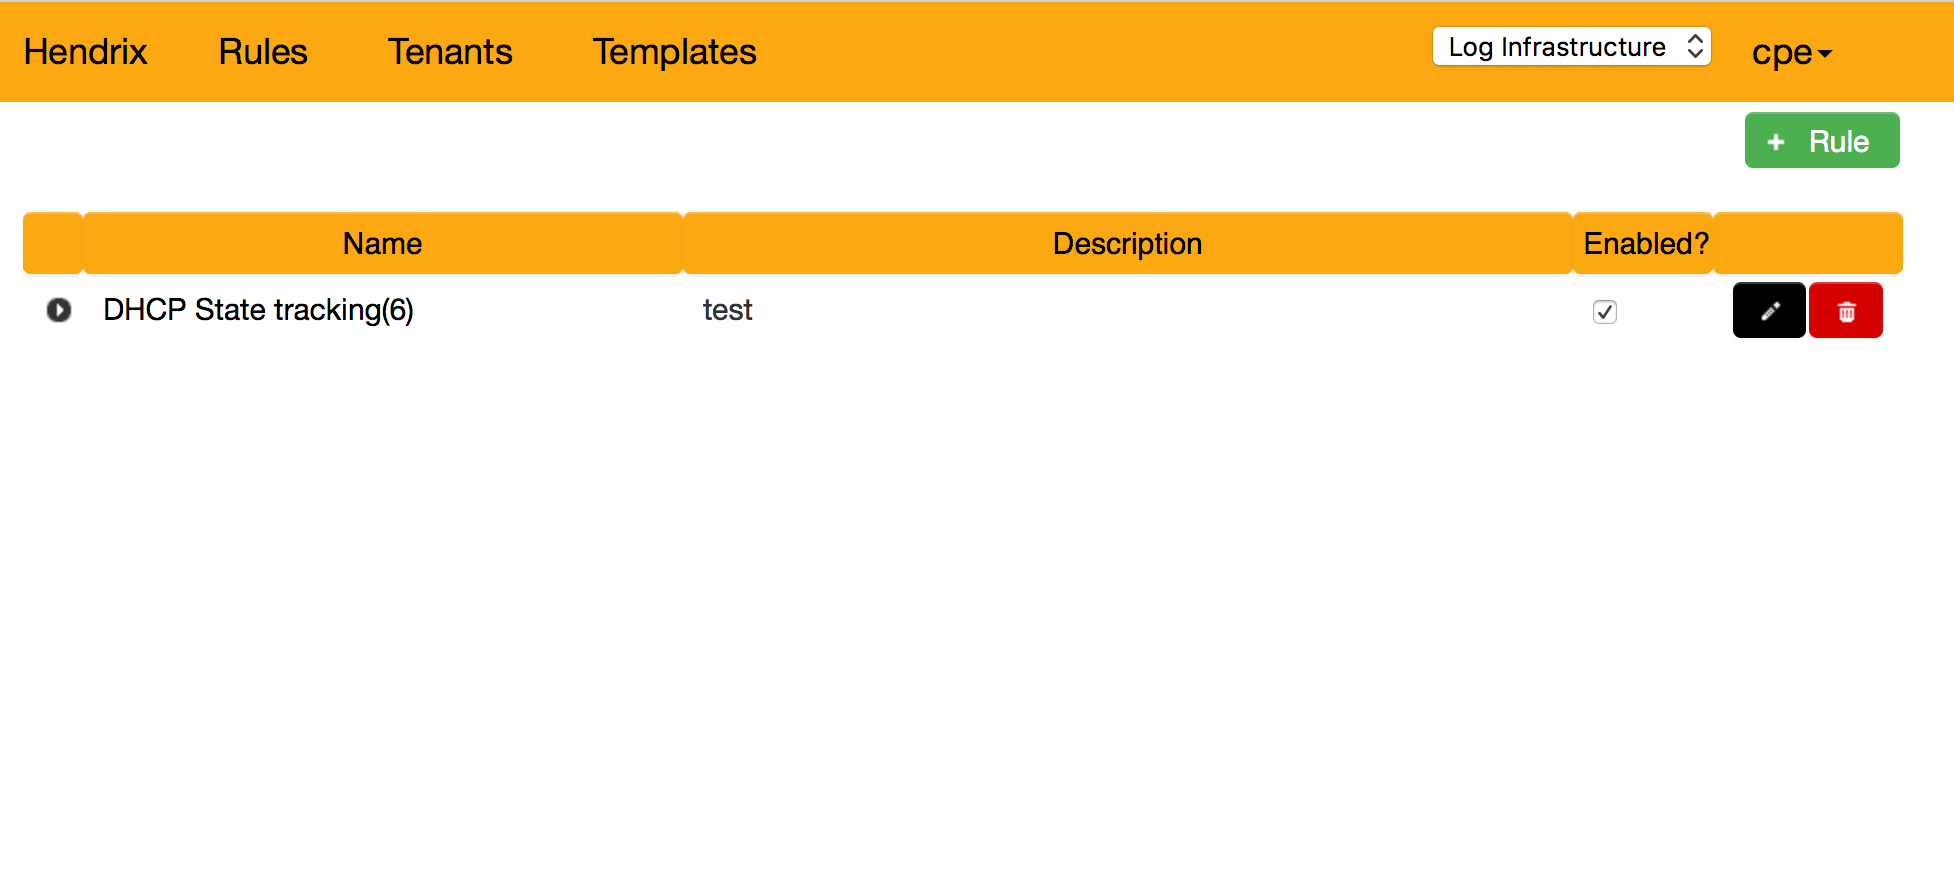 Hendrix Rules Tenants Templates Log Infrastructure cpe
+ Rule
Name Description Enabled?
DHCP State tracking(6) test